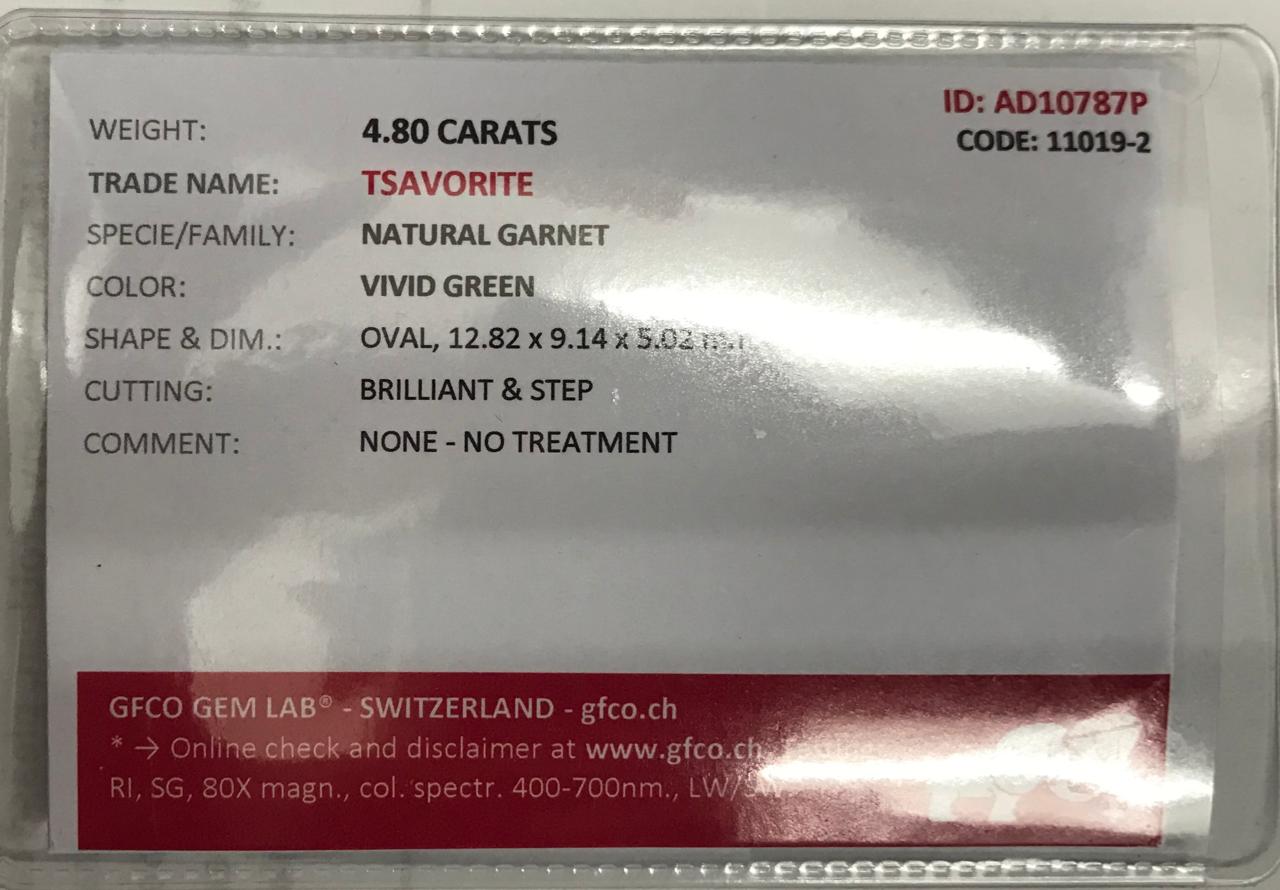 ID: AD10787P
CODE: 11019-2
WEIGHT: 4.80 CARATS
TRADE NAME: TSAVORITE
SPECIE/FAMILY: NATURAL GARNET
COLOR: VIVID GREEN
SHAPE & DIM.: OVAL, 12.82 x 9.14 x 5.02
CUTTING: BRILLIANT & STEP
COMMENT: NONE - NO TREATMENT
GFCO GEM LAB® - SWITZERLAND - gfco.ch
* → Online check and disclaimer at www.gfco.ch
RI, SG, 80X magn., col. spectr. 400-700nm.,